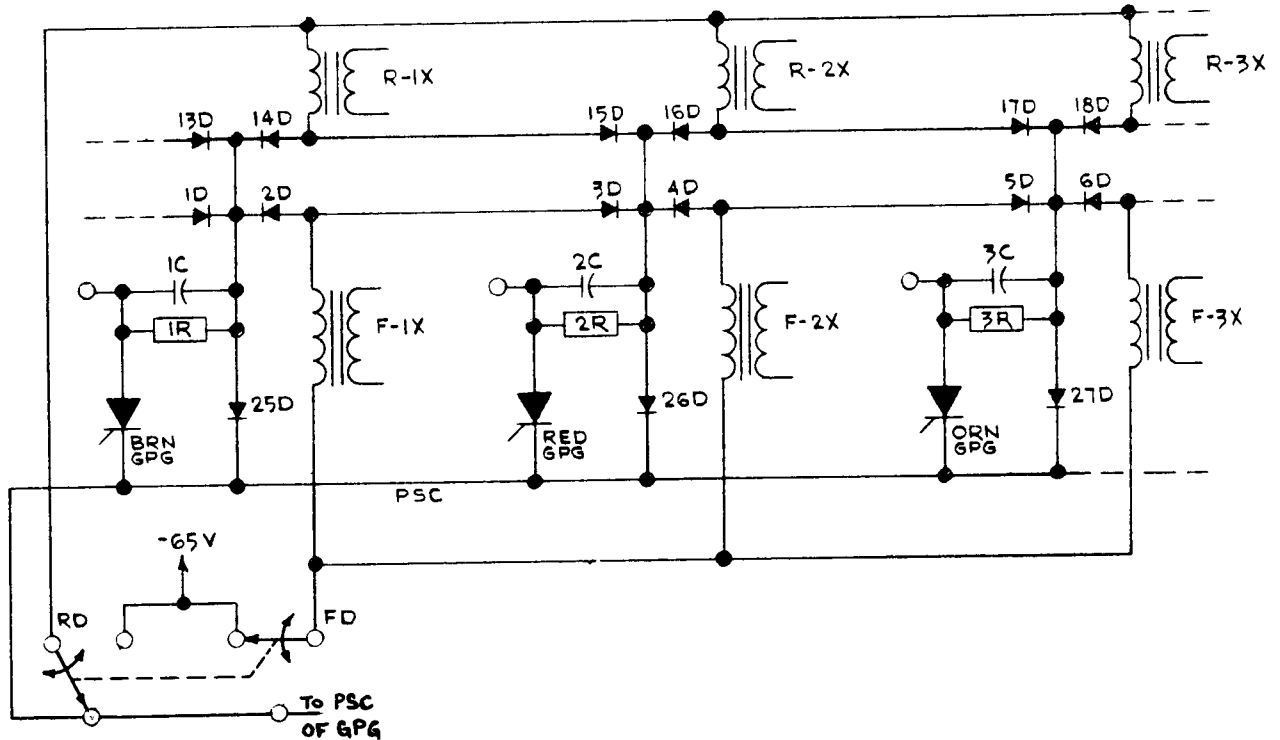 R-1X
R-2X
R-3X
13D 14D
15D 16D
17D 18D
1D 2D
3D 4D
5D 6D
1C
2C
3C
1R
2R
3R
F-1X
F-2X
F-3X
25D
26D
27D
BRN
GPG
RED
GPG
ORN
GPG
PSC
-65V
RD
FD
TO PSC
OF GPG